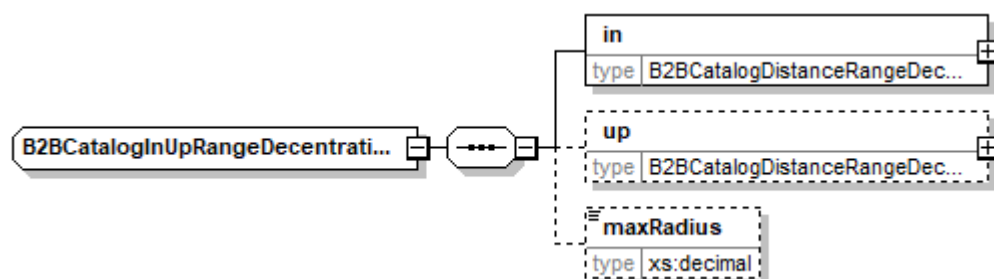 in
type B2BCatalogDistanceRangeDec...
B2BCatalogInUpRangeDecentrati...
up
type B2BCatalogDistanceRangeDec...
maxRadius
type xs:decimal